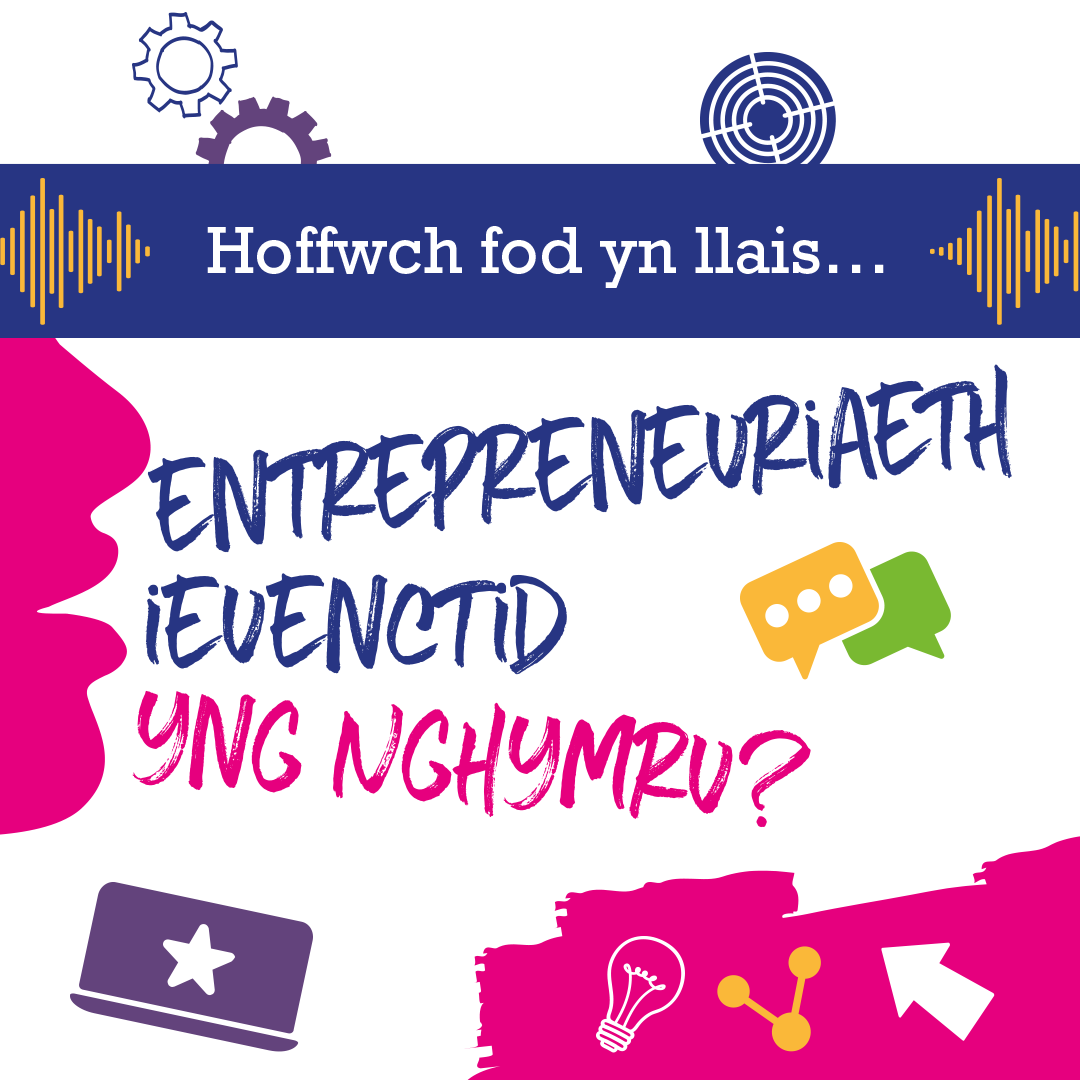 Hoffwch fod yn llais...
ENTREPRENEURiAETH
iEUENCTiD
YNG NGHYMRU?